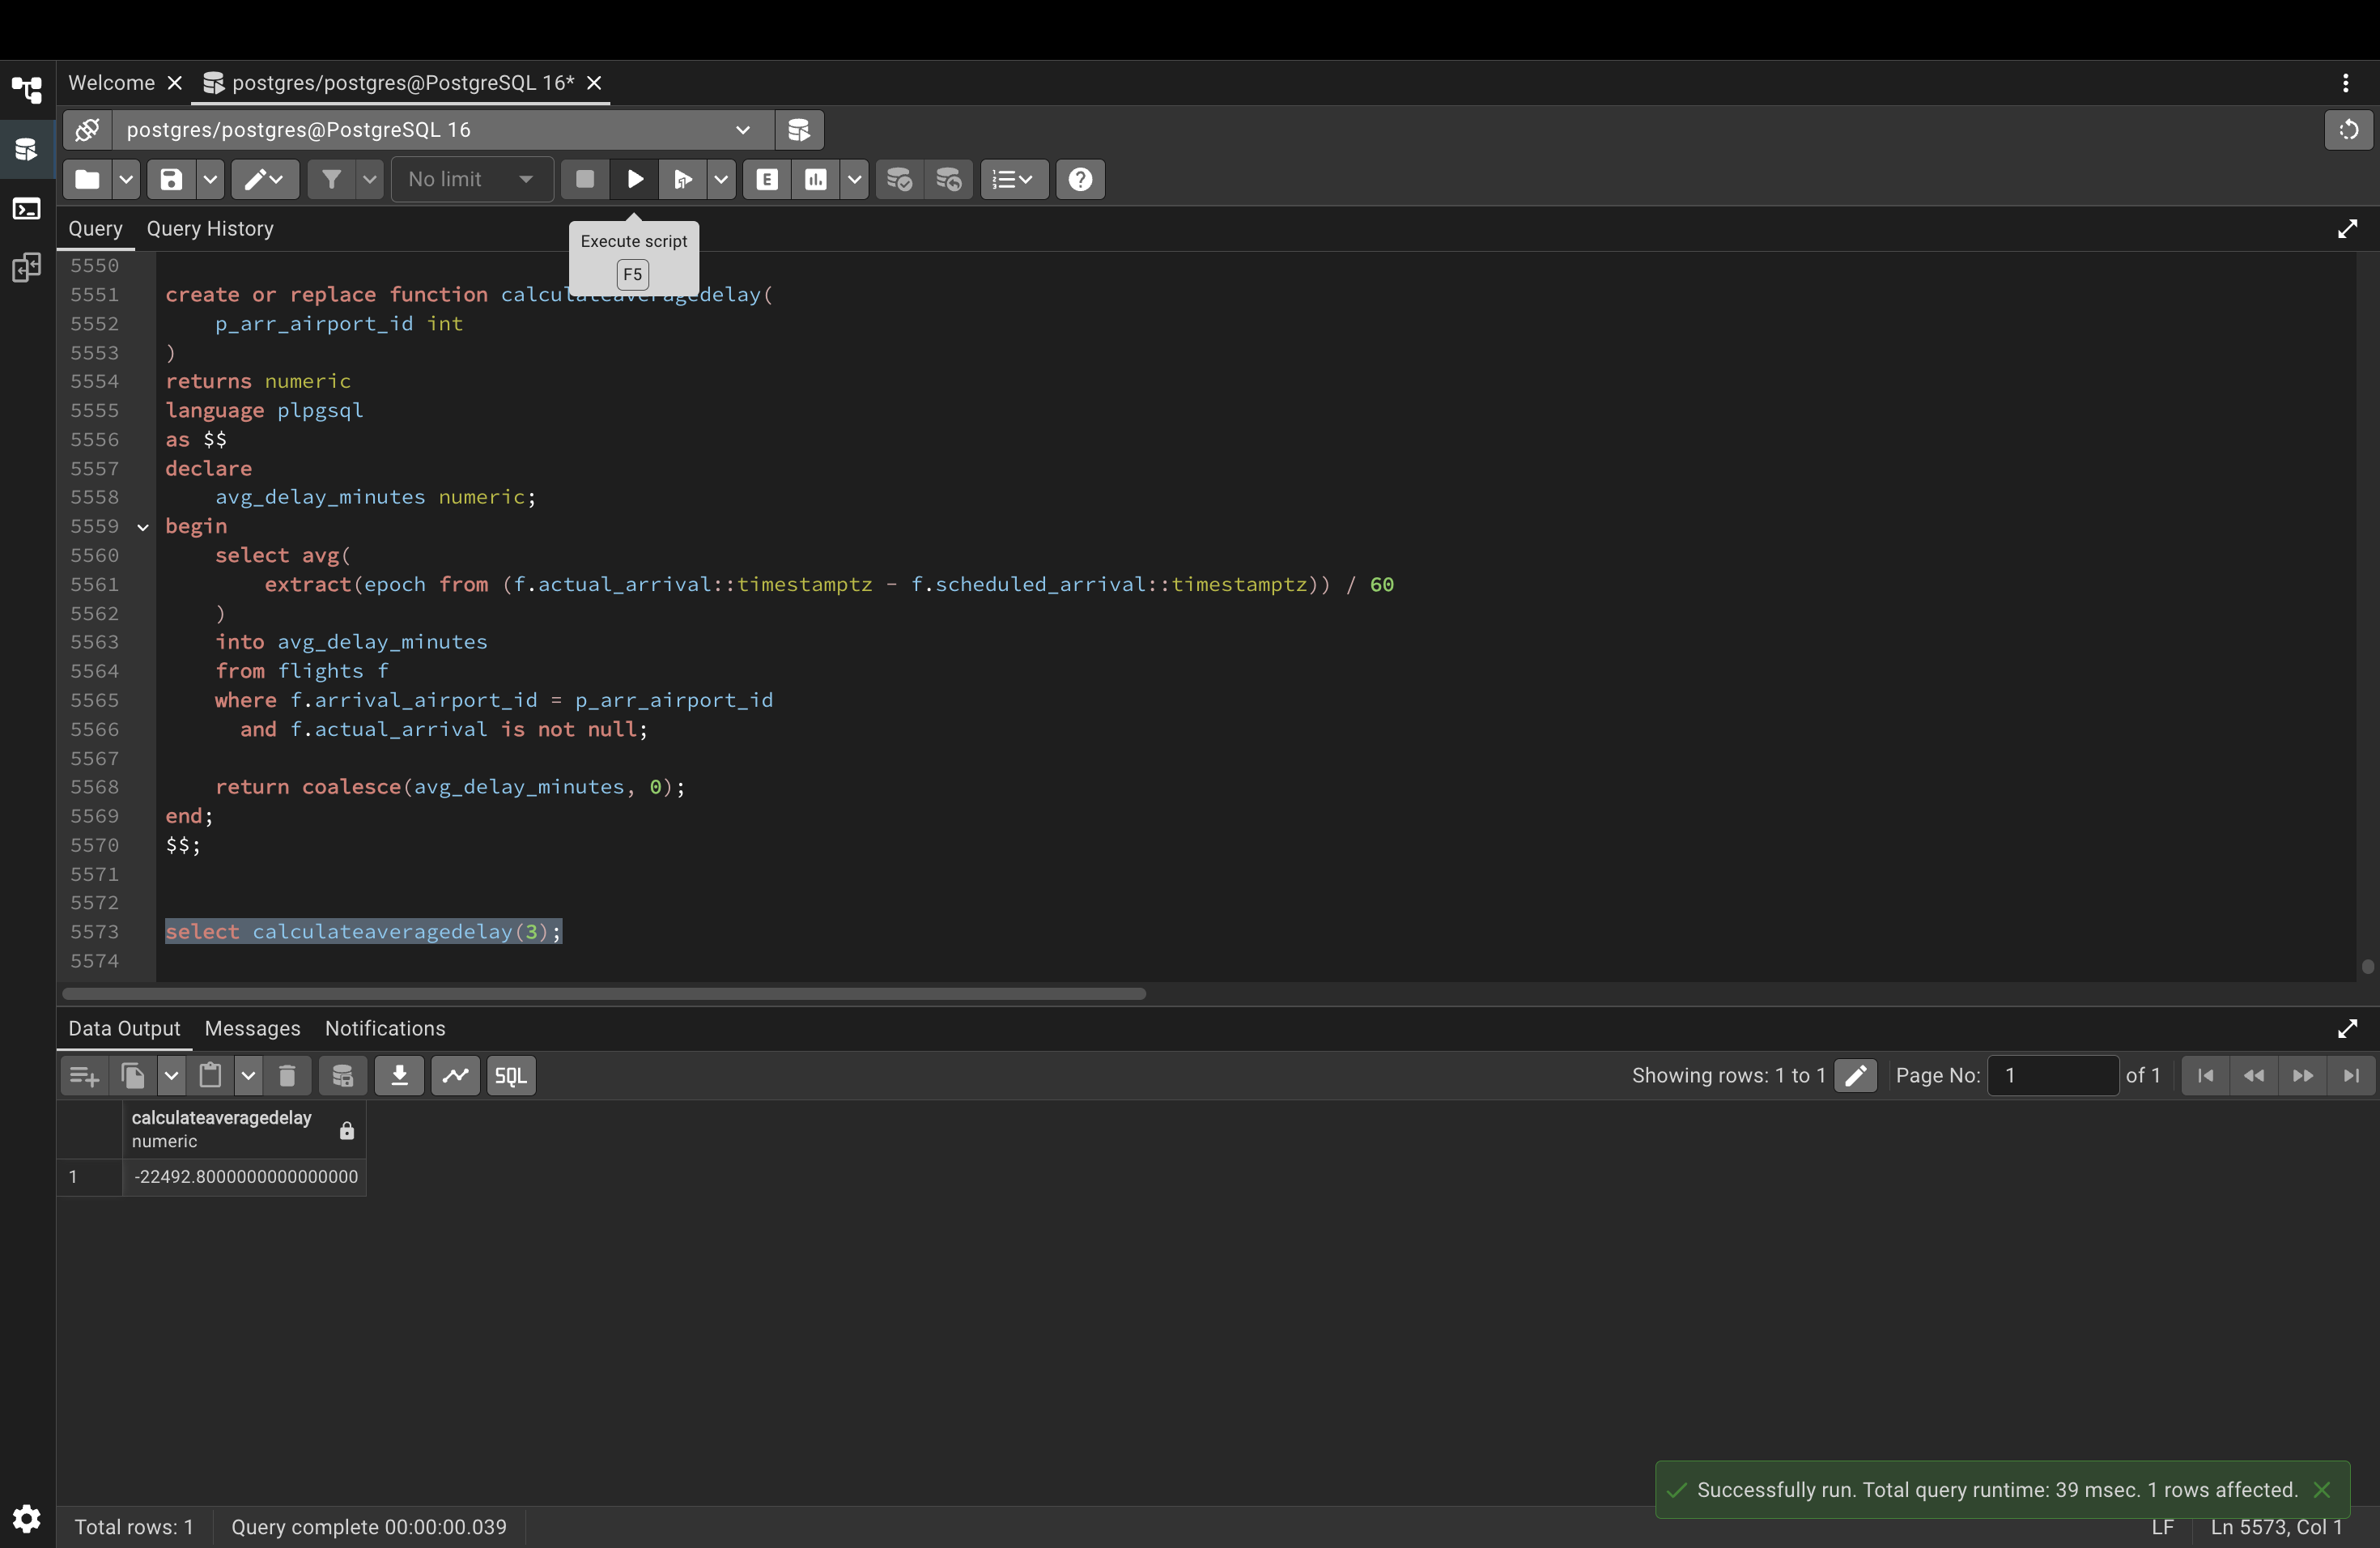 Welcome postgres/postgres@PostgreSQL 16*
postgres/postgres@PostgreSQL 16
No limit E ?
Query Query History
Execute script
F5
5550
5551 create or replace function calculateaveragedelay(
5552     p_arr_airport_id int
5553 )
5554 returns numeric
5555 language plpgsql
5556 as $$
5557 declare
5558     avg_delay_minutes numeric;
5559 begin
5560     select avg(
5561         extract(epoch from (f.actual_arrival::timestamptz - f.scheduled_arrival::timestamptz)) / 60
5562     )
5563     into avg_delay_minutes
5564     from flights f
5565     where f.arrival_airport_id = p_arr_airport_id
5566       and f.actual_arrival is not null;
5567
5568     return coalesce(avg_delay_minutes, 0);
5569 end;
5570 $$;
5571
5572
5573 select calculateaveragedelay(3);
5574
Data Output Messages Notifications
SQL Showing rows: 1 to 1 Page No: 1 of 1
calculateaveragedelay
numeric
1 -22492.8000000000000000
Successfully run. Total query runtime: 39 msec. 1 rows affected.
Total rows: 1 Query complete 00:00:00.039 LF Ln 5573, Col 1